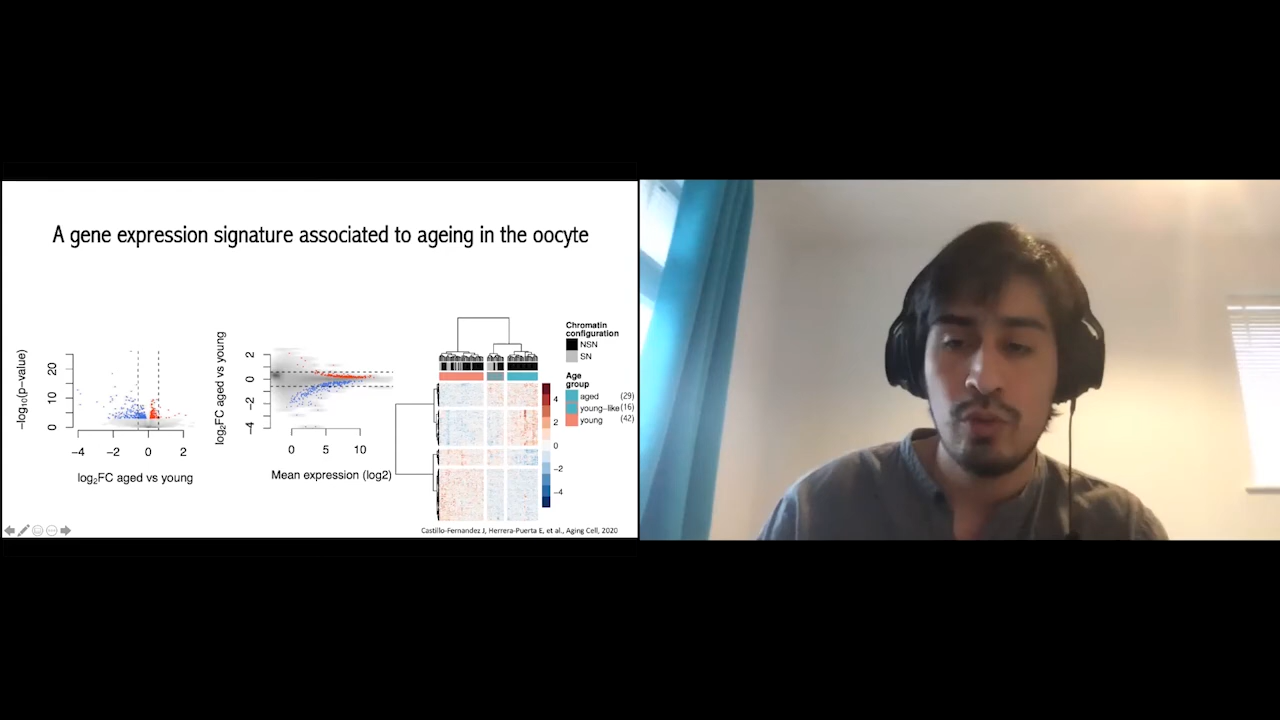 A gene expression signature associated to ageing in the oocyte
−log₁₀(p−value)
20
10
0
−4
−2
0
2
log₂FC aged vs young
log₂FC aged vs young
2
0
−2
−4
0
5
10
Mean expression (log2)
Chromatin
configuration
NSN
SN
Age
group
aged (29)
young-like (16)
young (42)
4
2
0
−2
−4
Castillo-Fernandez J, Herrera-Puerta E, et al., Aging Cell, 2020